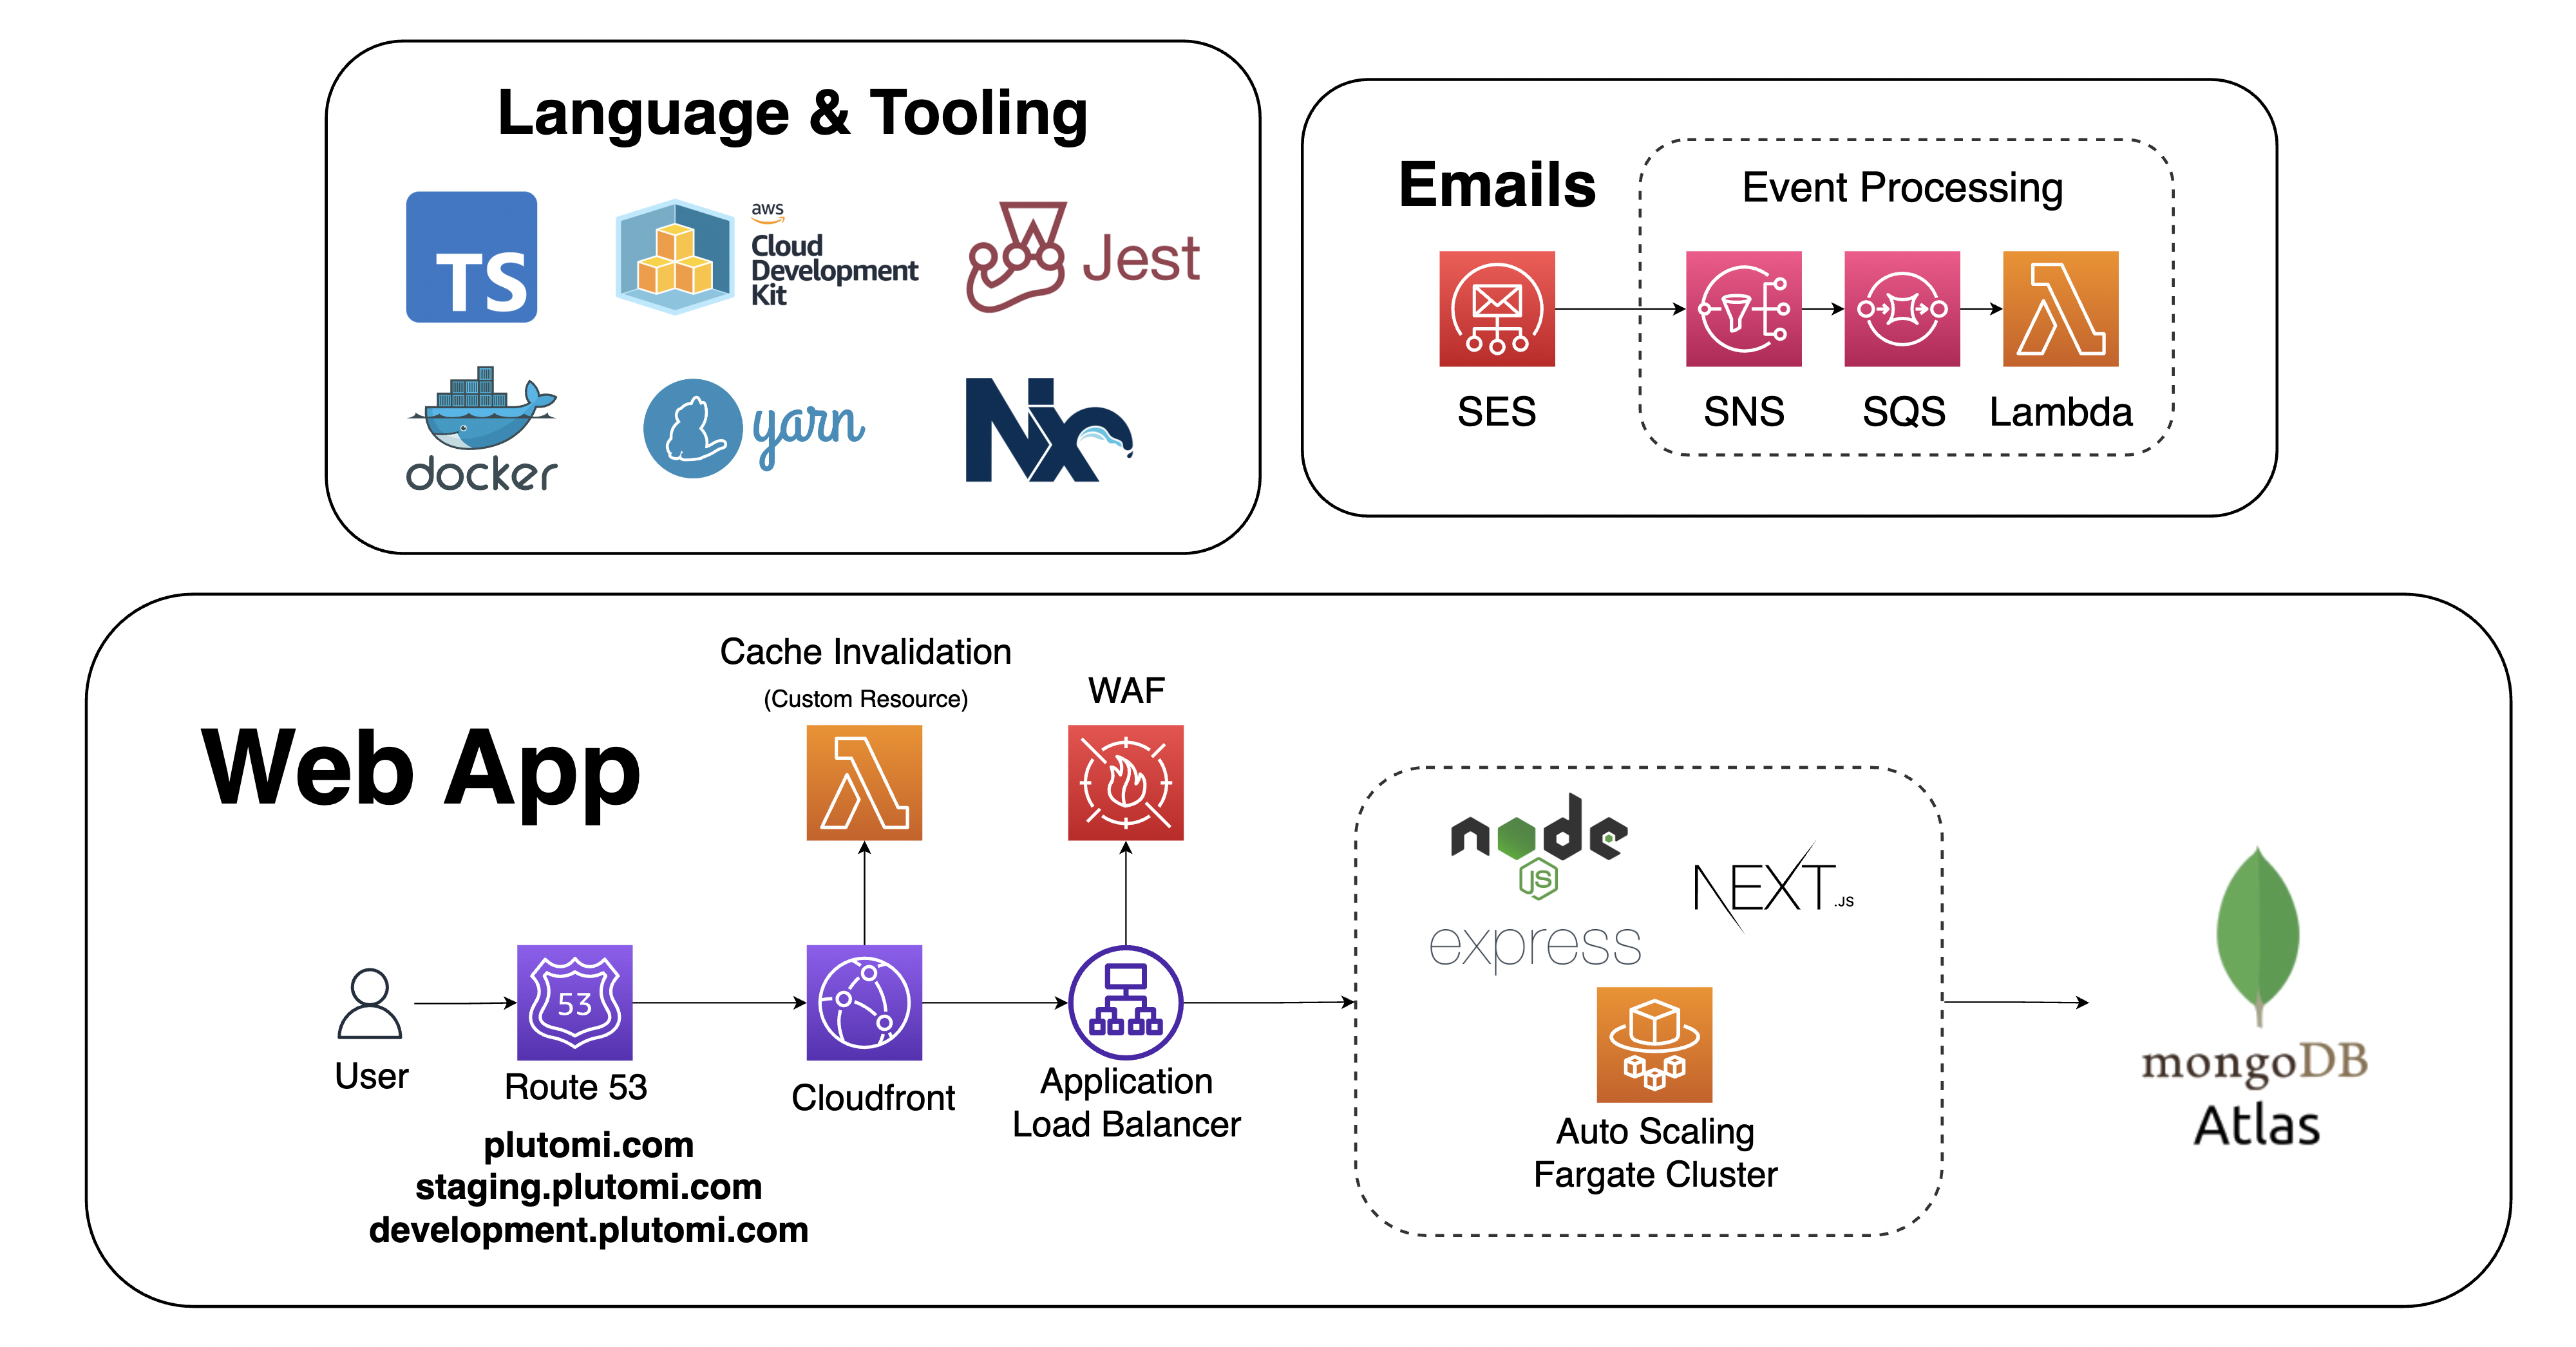 Language & Tooling
TS
aws
Cloud
Development
Kit
Jest
docker
yarn
Nx
Emails
Event Processing
SES
SNS
SQS
Lambda
Web App
Cache Invalidation
(Custom Resource)
WAF
53
User
Route 53
plutomi.com
staging.plutomi.com
development.plutomi.com
Cloudfront
Application
Load Balancer
node
JS
NEXT.JS
express
Auto Scaling
Fargate Cluster
mongoDB
Atlas